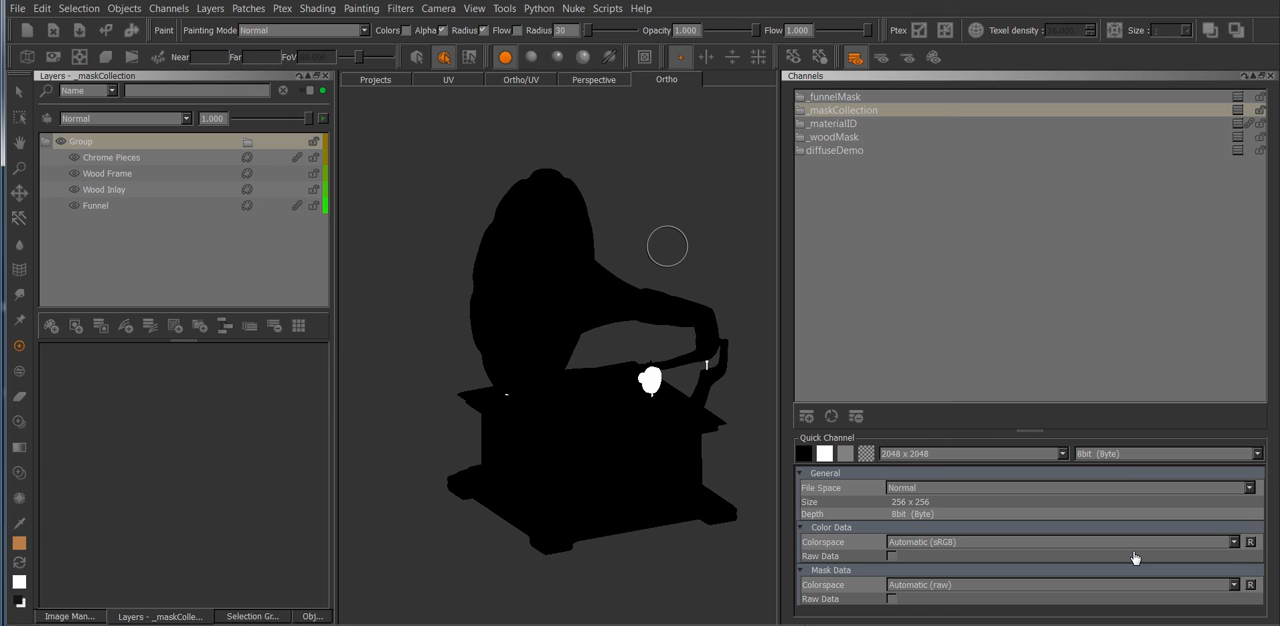 File Edit Selection Objects Channels Layers Patches Ptex Shading Painting Filters Camera View Tools Python Nuke Scripts Help
Paint Painting Mode Normal Colors Alpha Radius Flow Radius 30 Opacity 1.000 Flow 1.000 Ptex Texel density Size :
Near Far FoV
Layers - _maskCollection
Name
Normal 1.000
Group
Chrome Pieces
Wood Frame
Wood Inlay
Funnel
Image Man... Layers - _maskColle... Selection Gr... Obj...
Projects UV Ortho/UV Perspective Ortho
Channels
_funnelMask
_maskCollection
_materialID
_woodMask
diffuseDemo
Quick Channel
2048 x 2048 8bit (Byte)
General
File Space Normal
Size 256 x 256
Depth 8bit (Byte)
Color Data
Colorspace Automatic (sRGB) R
Raw Data
Mask Data
Colorspace Automatic (raw) R
Raw Data